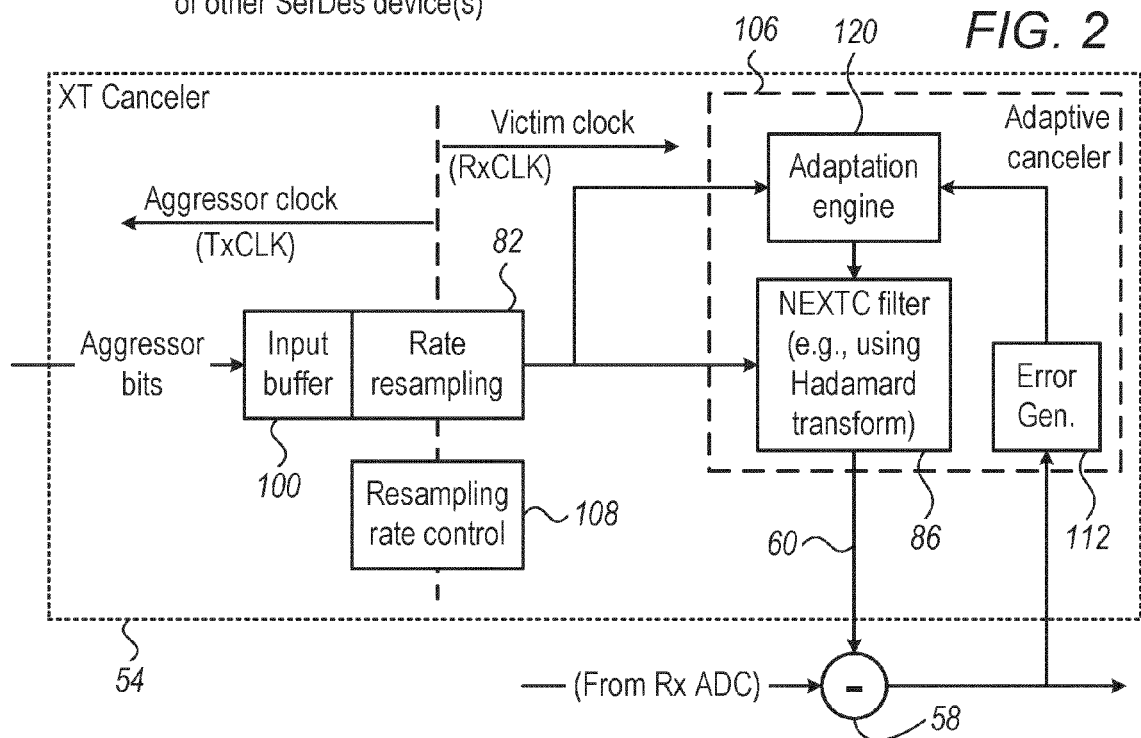 of other SerDes device(s)
FIG. 2
106
120
XT Canceler
Victim clock
(RxCLK)
Adaptive
canceler
Adaptation
engine
Aggressor clock
(TxCLK)
82
Aggressor
bits
Input
buffer
Rate
resampling
NEXTC filter
(e.g., using
Hadamard
transform)
Error
Gen.
100
Resampling
rate control
108
60
86
112
54
(From Rx ADC)
-
58